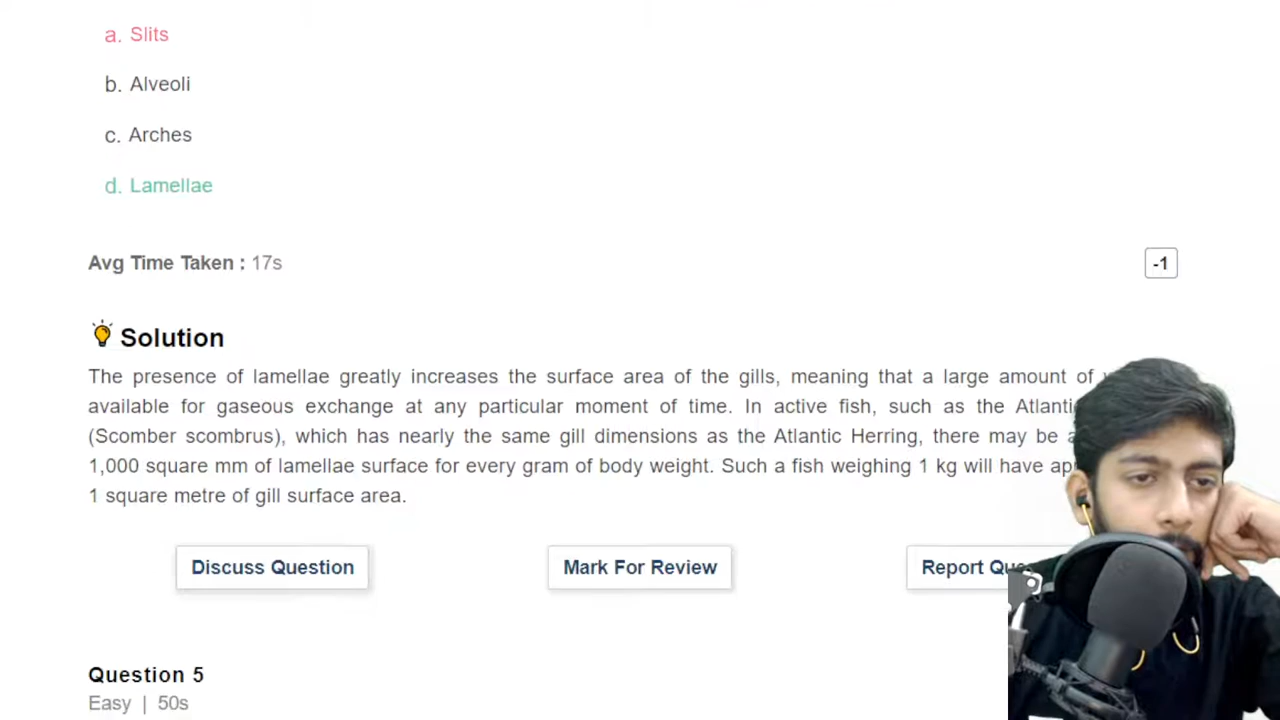 a. Slits
b. Alveoli
c. Arches
d. Lamellae
Avg Time Taken : 17s
-1
Solution
The presence of lamellae greatly increases the surface area of the gills, meaning that a large amount of
available for gaseous exchange at any particular moment of time. In active fish, such as the
(Scomber scombrus), which has nearly the same gill dimensions as the Atlantic Herring, there may be
1,000 square mm of lamellae surface for every gram of body weight. Such a fish weighing 1 kg will have
1 square metre of gill surface area.
Discuss Question
Mark For Review
Report
Question 5
Easy | 50s